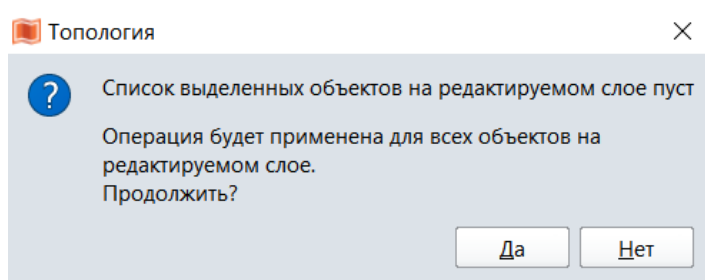 Топология
Список выделенных объектов на редактируемом слое пуст
Операция будет применена для всех объектов на
редактируемом слое.
Продолжить?
Да Нет